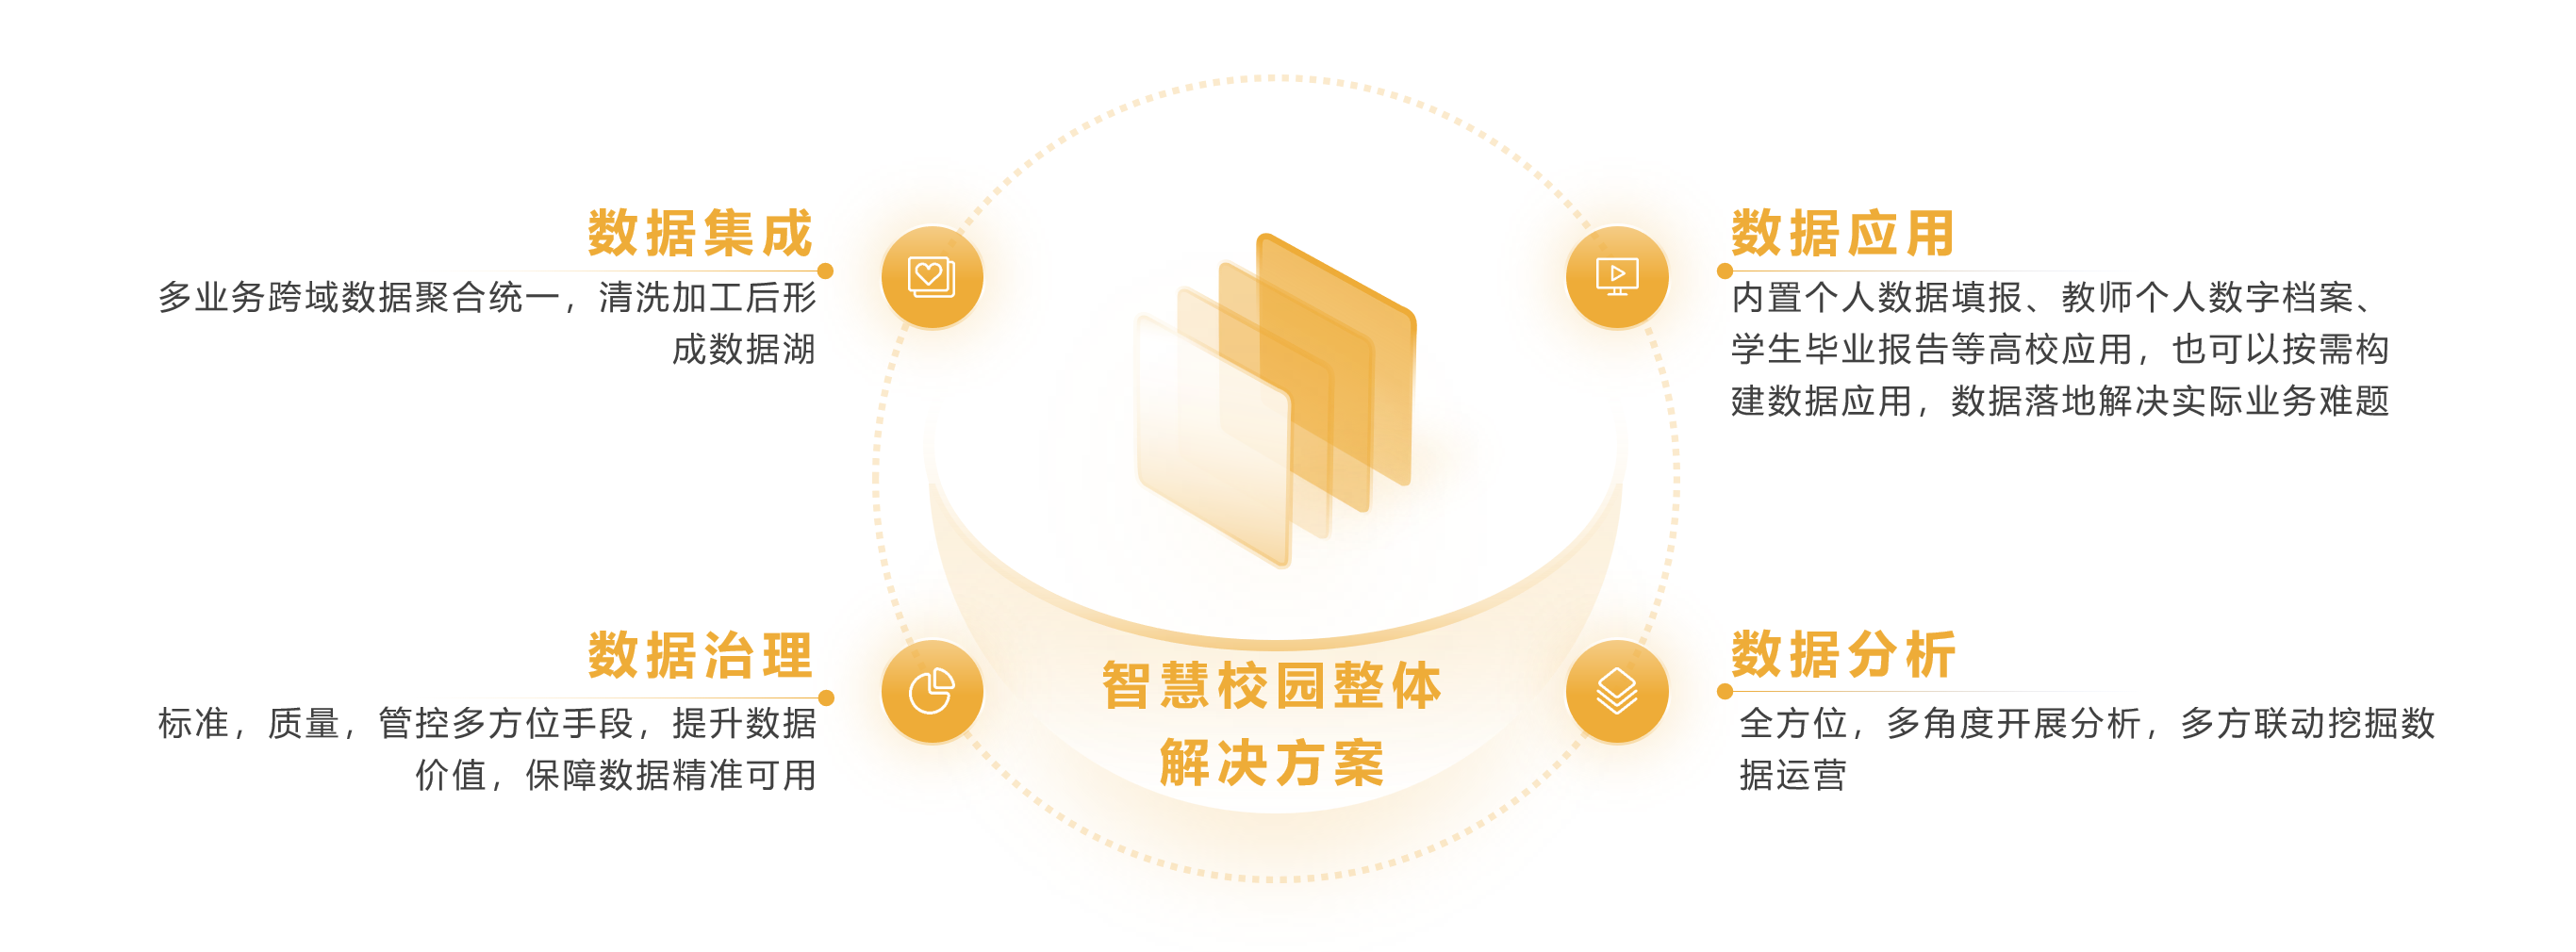 数据集成
多业务跨域数据聚合统一，清洗加工后形
成数据湖
数据应用
内置个人数据填报、教师个人数字档案、
学生毕业报告等高校应用，也可以按需构
建数据应用，数据落地解决实际业务难题
数据治理
标准，质量，管控多方位手段，提升数据
价值，保障数据精准可用
智慧校园整体
解决方案
数据分析
全方位，多角度开展分析，多方联动挖掘数
据运营